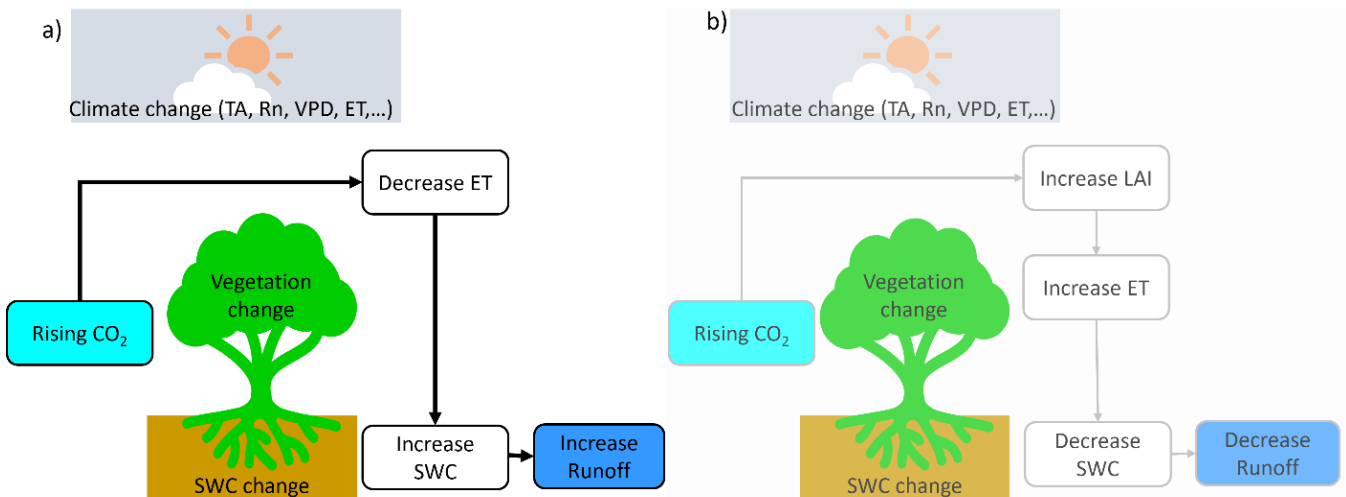 a)
Climate change (TA, Rn, VPD, ET,...)
Decrease ET
Vegetation
change
Rising CO₂
Increase
SWC
Increase
Runoff
SWC change
b)
Climate change (TA, Rn, VPD, ET,...)
Increase LAI
Vegetation
change
Increase ET
Rising CO₂
Decrease
SWC
Decrease
Runoff
SWC change